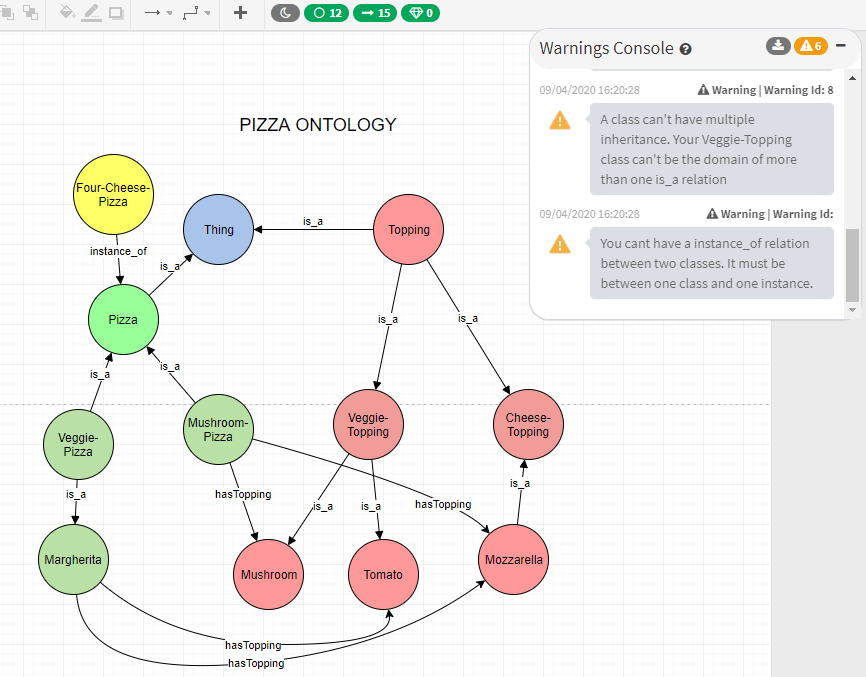 12
15
0
Warnings Console
6
09/04/2020 16:20:28
Warning | Warning Id: 8
A class can't have multiple
inheritance. Your Veggie-Topping
class can't be the domain of more
than one is_a relation
09/04/2020 16:20:28
Warning | Warning Id:
You cant have a instance_of relation
between two classes. It must be
between one class and one instance.
PIZZA ONTOLOGY
Four-Cheese-
Pizza
Thing
is_a
Topping
instance_of
is_a
Pizza
is_a
is_a
is_a
is_a
Veggie-
Pizza
Mushroom-
Pizza
Veggie-
Topping
Cheese-
Topping
is_a
hasTopping
is_a
is_a
hasTopping
is_a
Margherita
Mushroom
Tomato
Mozzarella
hasTopping
hasTopping